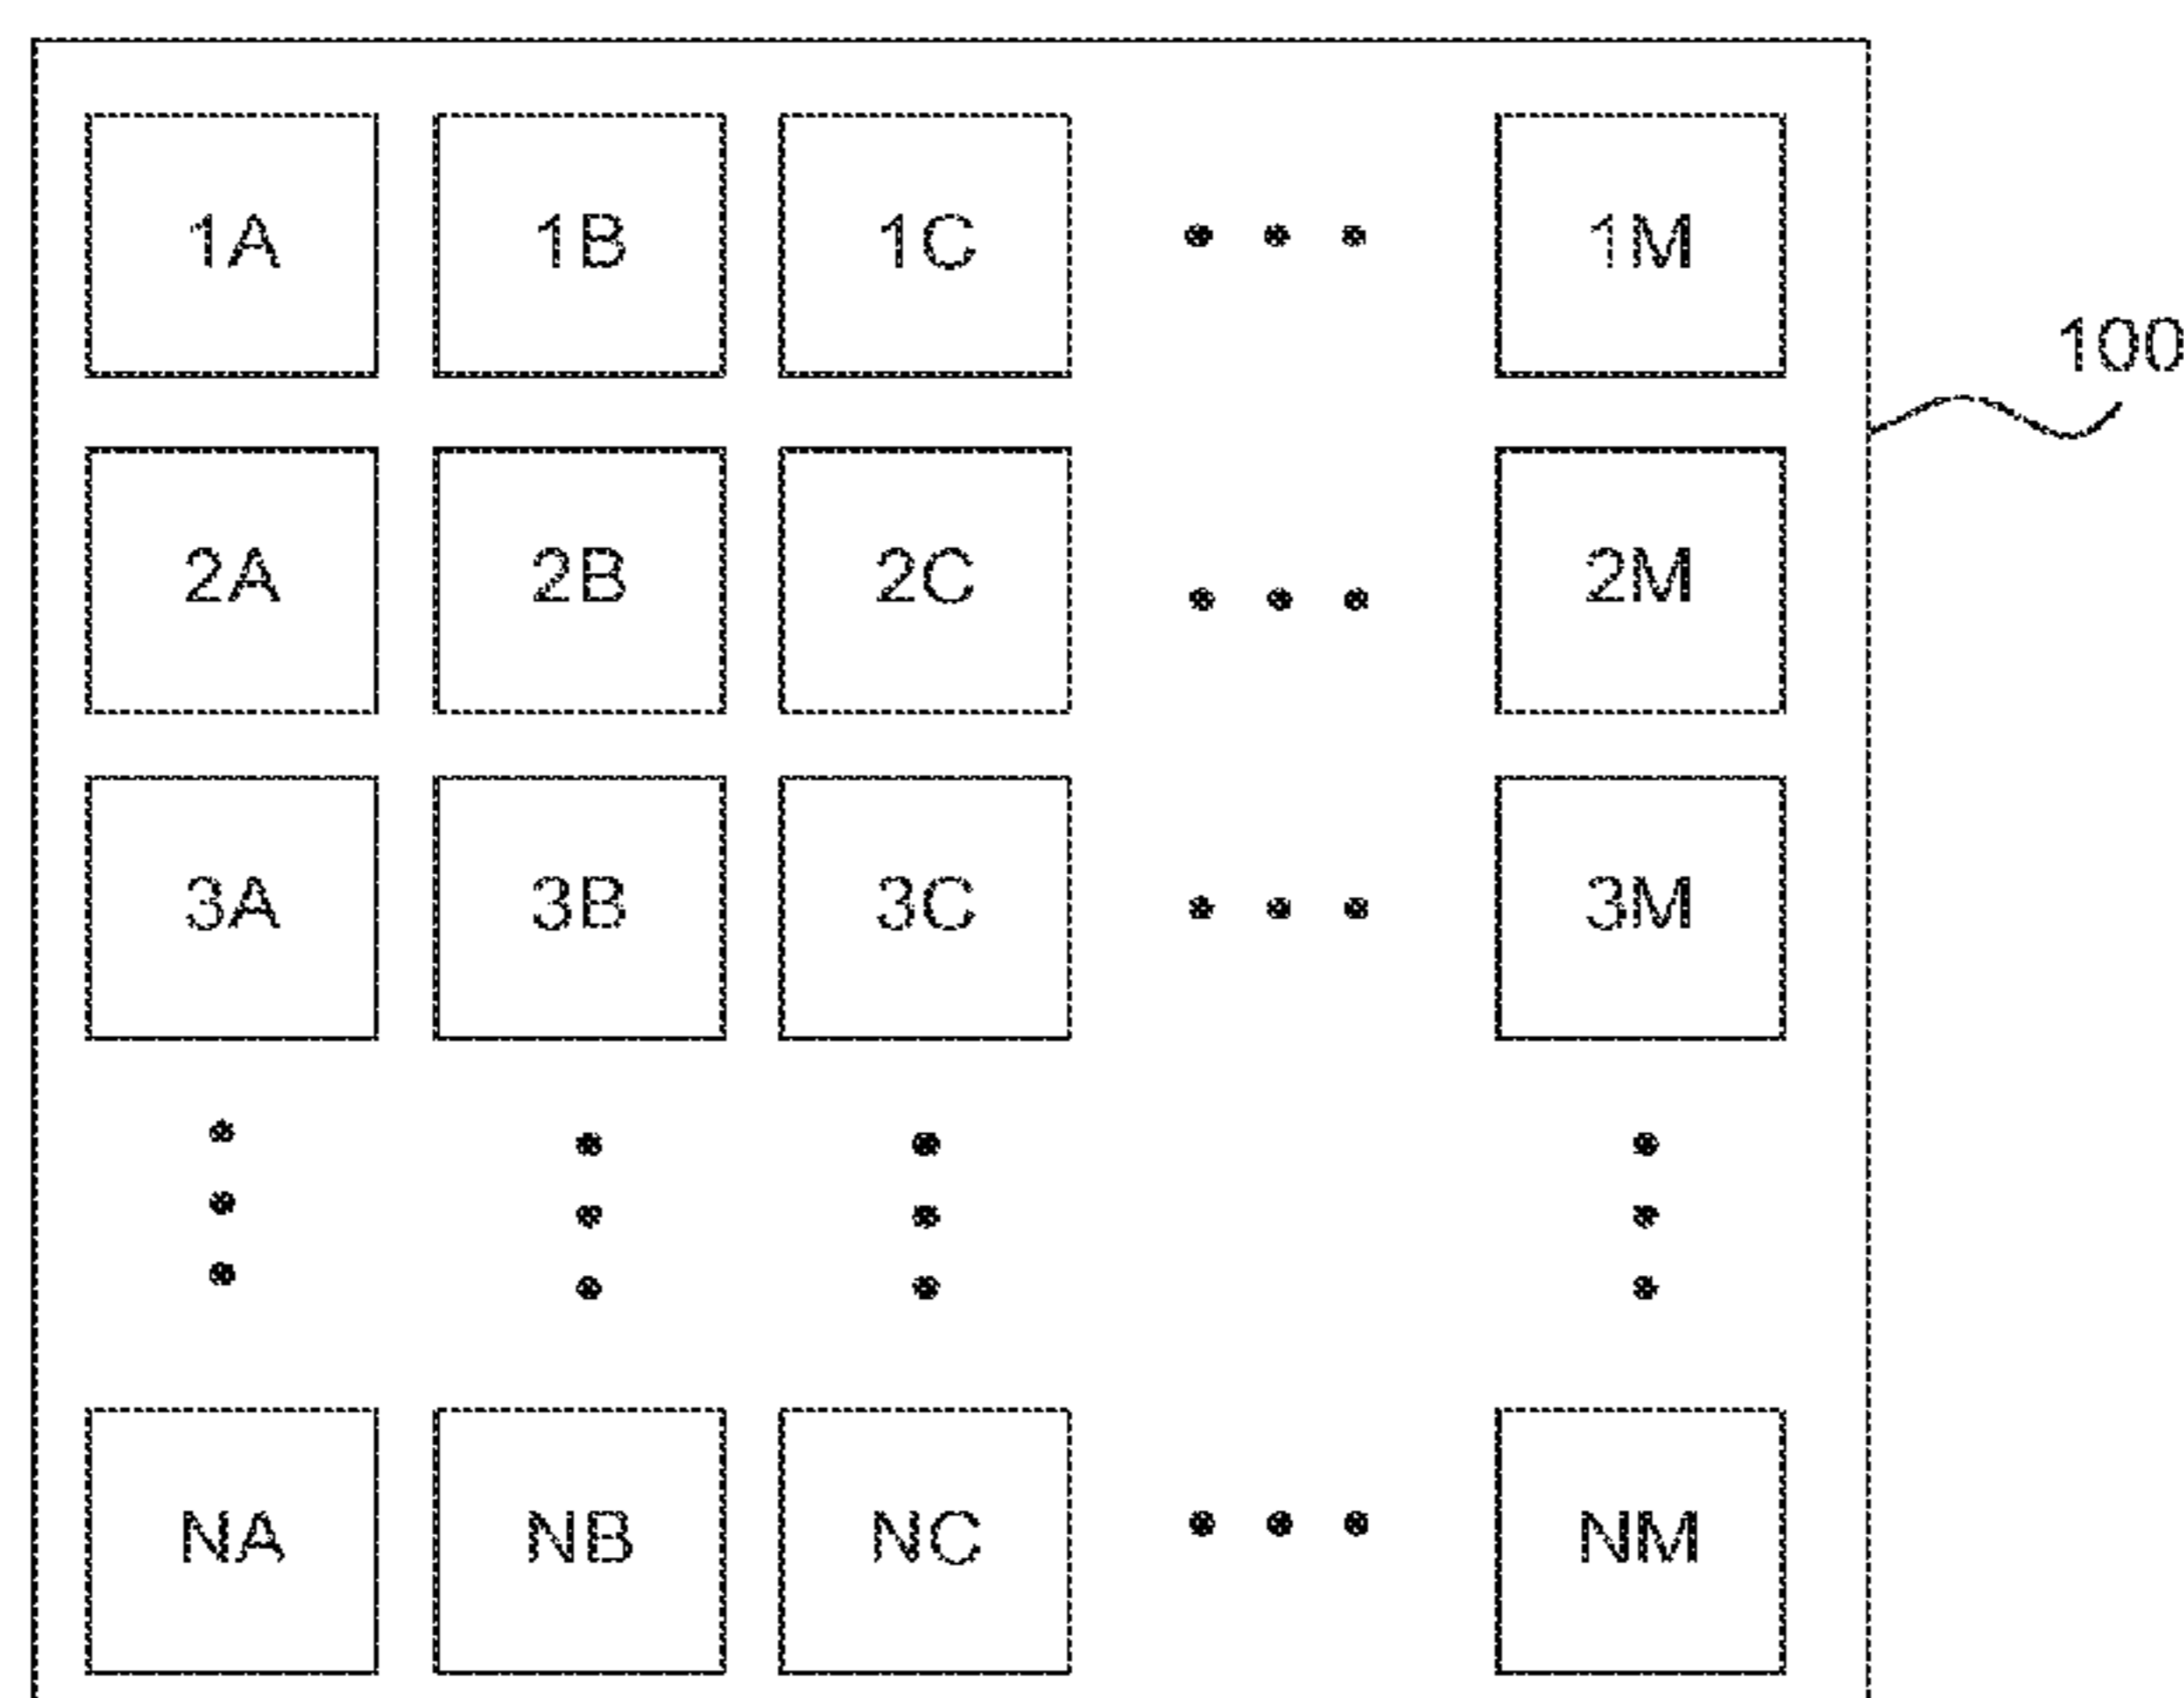 1A 1B 1C • • • 1M
100
2A 2B 2C • • • 2M
3A 3B 3C • • • 3M
NA NB NC • • • NM